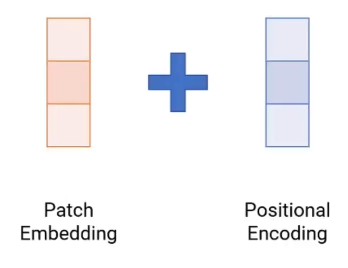 Patch
Embedding
Positional
Encoding